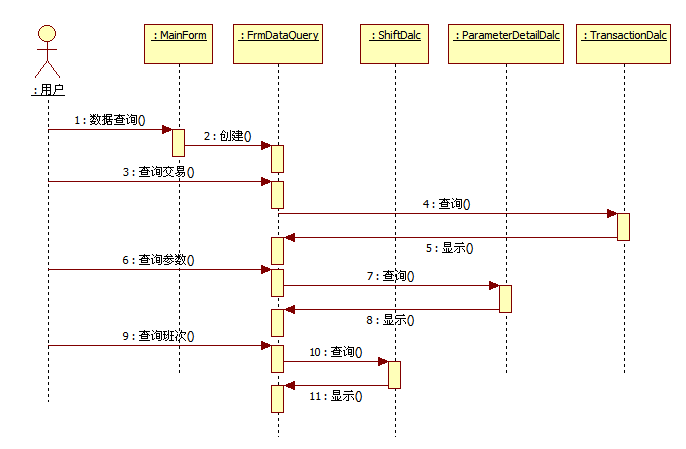 : MainForm
: FrmDataQuery
: ShiftDalc
: ParameterDetailDalc
: TransactionDalc
: 用户
1 : 数据查询()
2 : 创建()
3 : 查询交易()
4 : 查询()
5 : 显示()
6 : 查询参数()
7 : 查询()
8 : 显示()
9 : 查询班次()
10 : 查询()
11 : 显示()